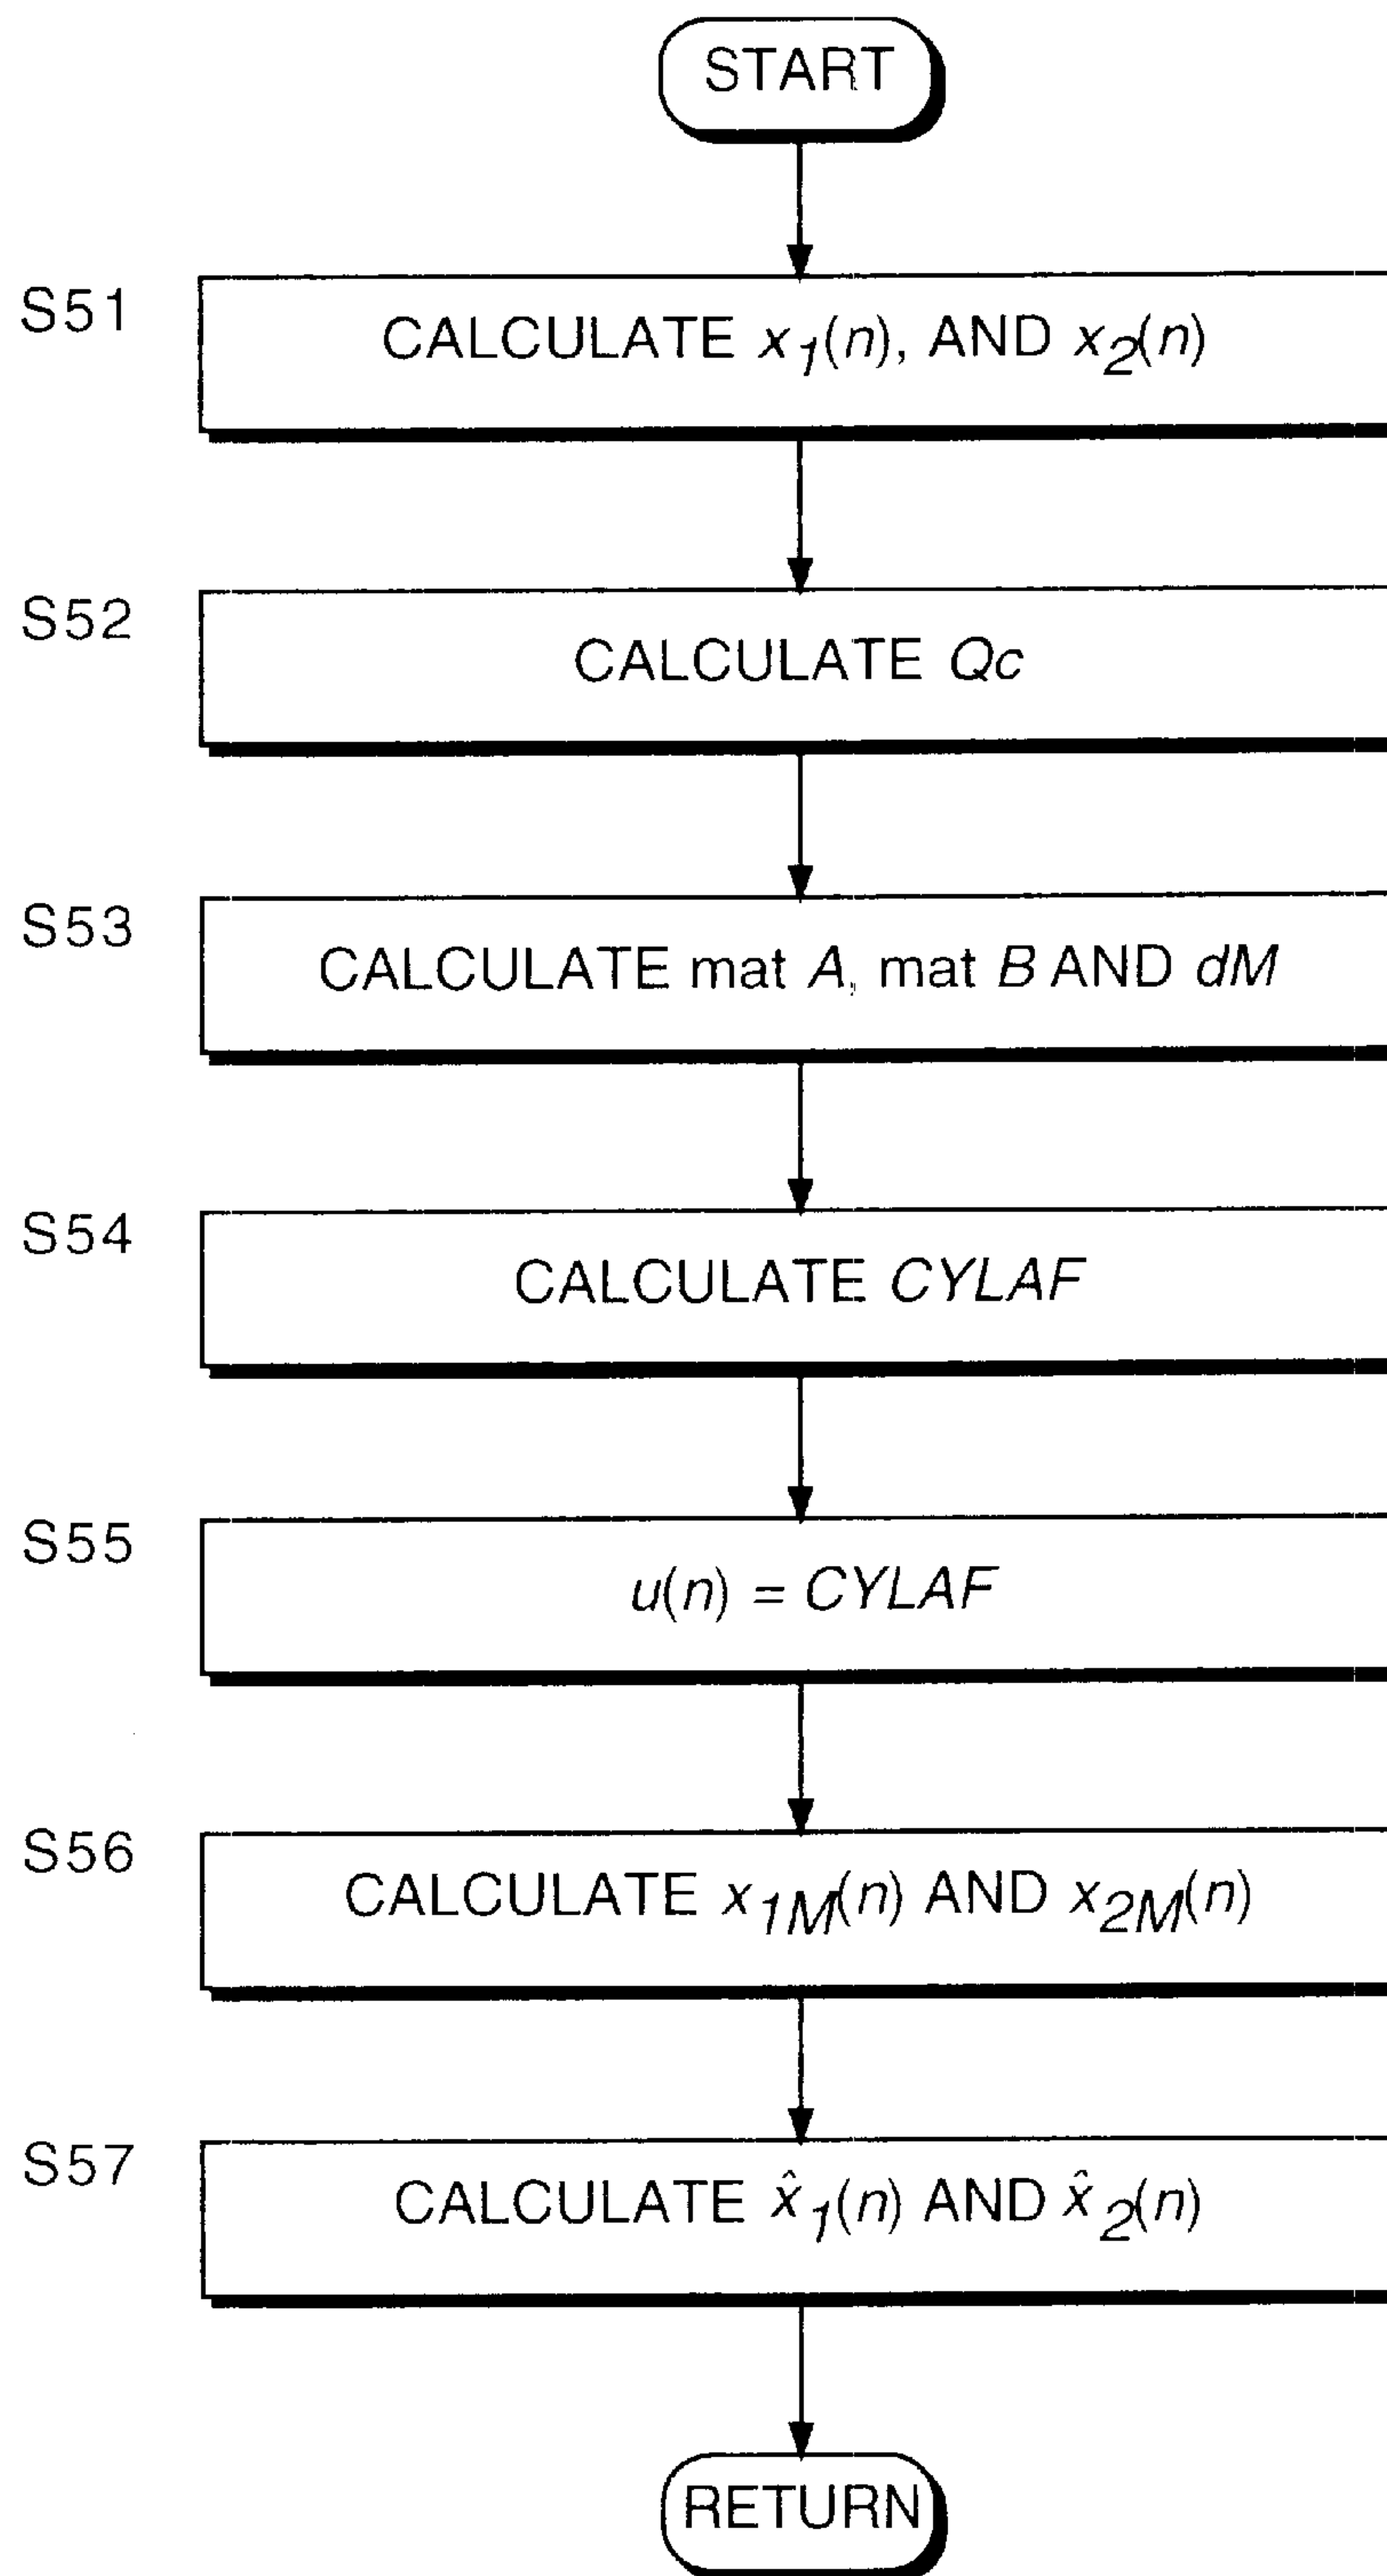 START
S51
CALCULATE x1(n), AND x2(n)
S52
CALCULATE Qc
S53
CALCULATE mat A, mat B AND dM
S54
CALCULATE CYLAF
S55
u(n) = CYLAF
S56
CALCULATE x1M(n) AND x2M(n)
S57
CALCULATE x̂1(n) AND x̂2(n)
RETURN